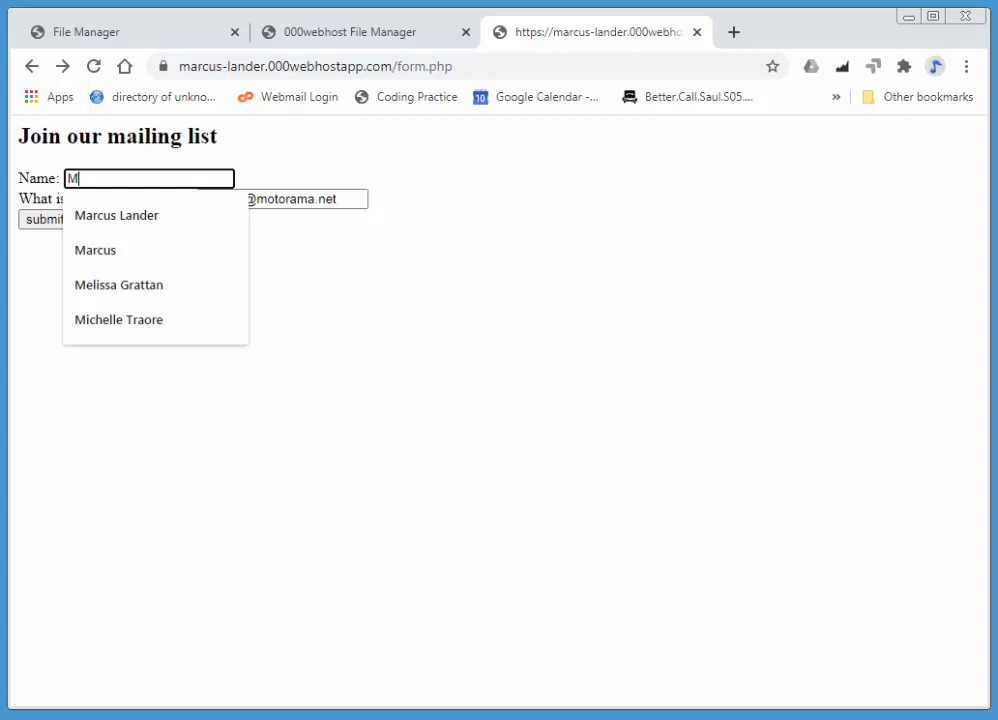 File Manager
000webhost File Manager
https://marcus-lander.000webho
marcus-lander.000webhostapp.com/form.php
Apps
directory of unkno...
Webmail Login
Coding Practice
10
Google Calendar -...
Better.Call.Saul.S05....
»
Other bookmarks
Join our mailing list
Name: M
What is @motorama.net
submit
Marcus Lander
Marcus
Melissa Grattan
Michelle Traore